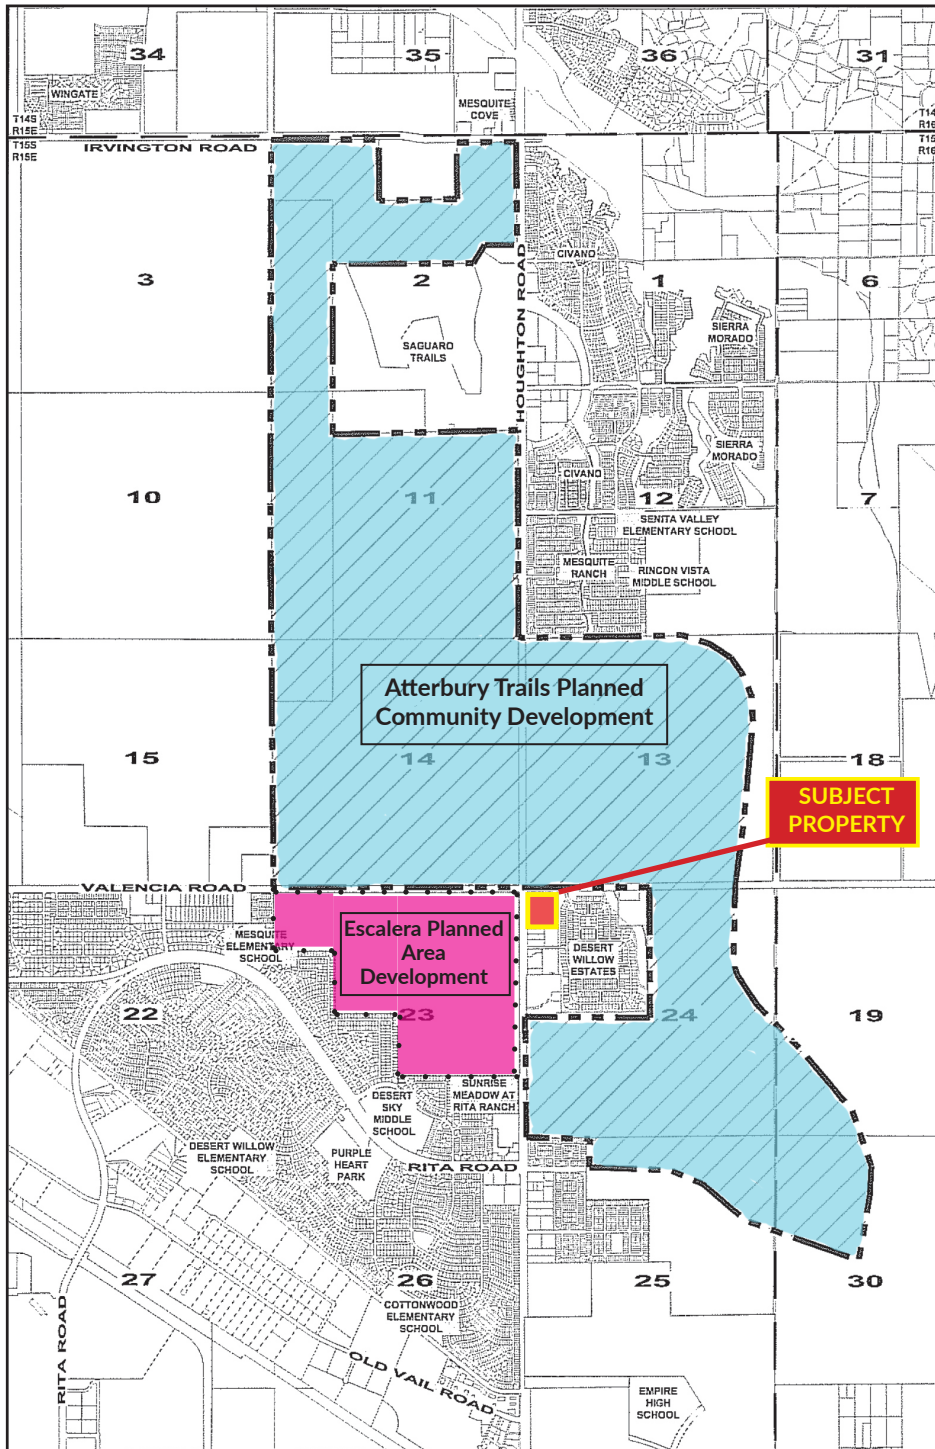 34
35
36
31
WINGATE
MESQUITE
COVE
T14S
R15E
T15S
R15E
IRVINGTON ROAD
3
2
1
6
CIVANO
HOUGHTON ROAD
SAGUARO
TRAILS
SIERRA
MORADO
SIERRA
MORADO
CIVANO
10
11
12
7
SENITA VALLEY
ELEMENTARY SCHOOL
MESQUITE
RANCH
RINCON VISTA
MIDDLE SCHOOL
Atterbury Trails Planned
Community Development
15
14
13
18
SUBJECT
PROPERTY
VALENCIA ROAD
Escalera Planned
Area
Development
MESQUITE
ELEMENTARY
SCHOOL
DESERT
WILLOW
ESTATES
22
23
24
19
SUNRISE
MEADOW AT
RITA RANCH
DESERT
SKY
MIDDLE
SCHOOL
DESERT WILLOW
ELEMENTARY
SCHOOL
PURPLE
HEART
PARK
RITA ROAD
27
26
25
30
COTTONWOOD
ELEMENTARY
SCHOOL
RITA ROAD
OLD VAIL ROAD
EMPIRE
HIGH
SCHOOL